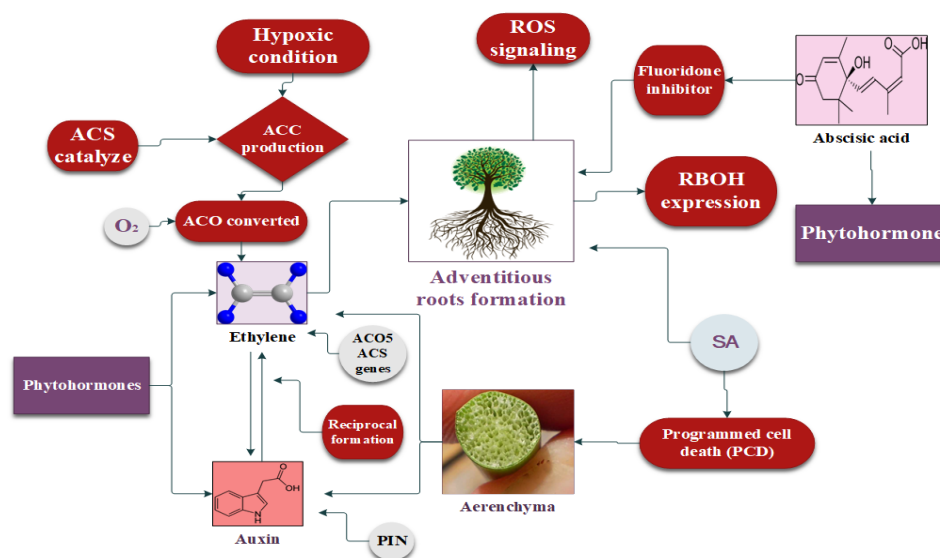 Hypoxic
condition
ROS
signaling
Fluoridone
inhibitor
O
OH
COOH
Abscisic acid
ACS
catalyze
ACC
production
RBOH
expression
O₂
ACO converted
Phytohormone
Adventitious
roots formation
Ethylene
ACO5
ACS
genes
SA
Phytohormones
Reciprocal
formation
Programmed cell
death (PCD)
O
OH
N
H
Auxin
PIN
Aerenchyma